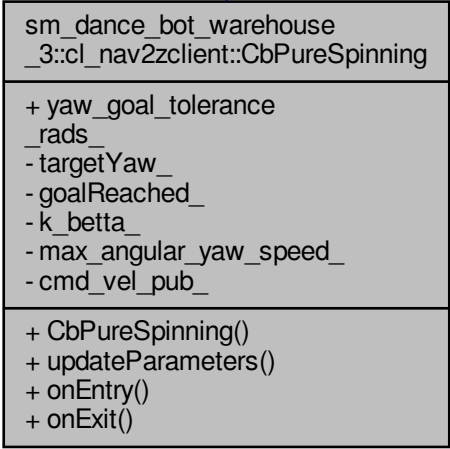 sm_dance_bot_warehouse
_3::cl_nav2zclient::CbPureSpinning
+ yaw_goal_tolerance
_rads_
- targetYaw_
- goalReached_
- k_betta_
- max_angular_yaw_speed_
- cmd_vel_pub_
+ CbPureSpinning()
+ updateParameters()
+ onEntry()
+ onExit()